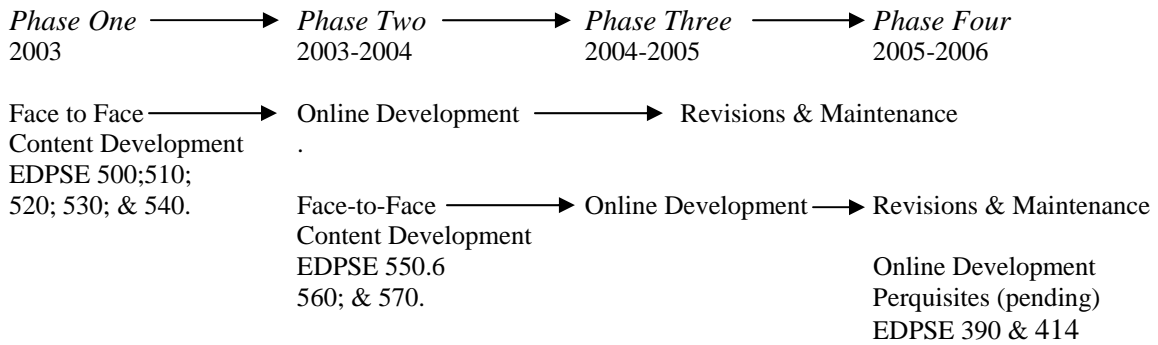 Phase One Phase Two Phase Three Phase Four
2003 2003-2004 2004-2005 2005-2006
Face to Face Online Development Revisions & Maintenance
Content Development .
EDPSE 500;510;
520; 530; & 540. Face-to-Face Online Development Revisions & Maintenance
Content Development
EDPSE 550.6 Online Development
560; & 570. Perquisites (pending)
EDPSE 390 & 414